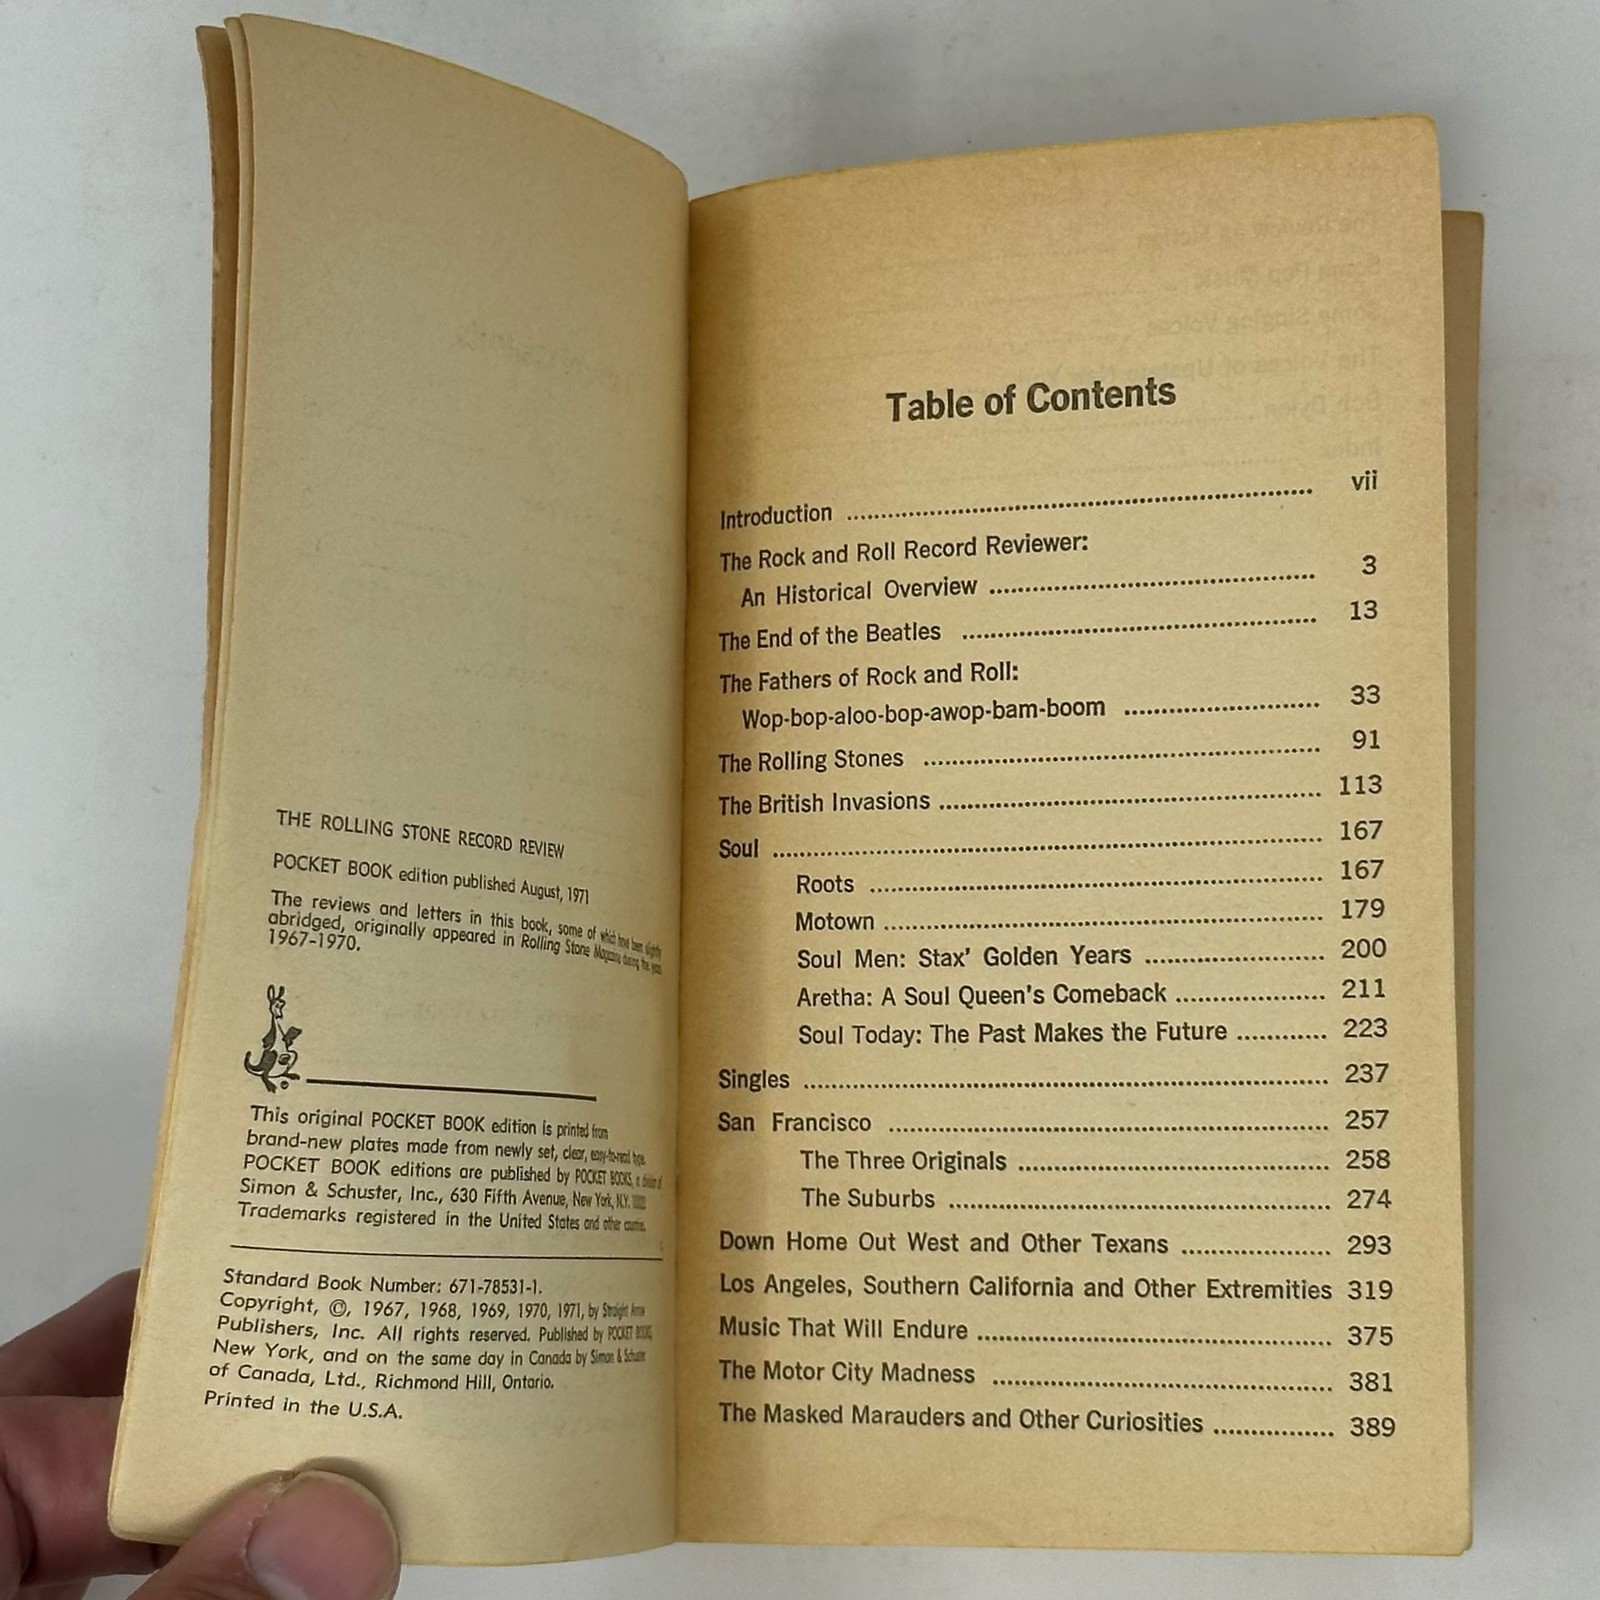 THE ROLLING STONE RECORD REVIEW
POCKET BOOK edition published August, 1971
The reviews and letters in this book, some of which have been slightly
abridged, originally appeared in Rolling Stone Magazine during the years
1967-1970.
This original POCKET BOOK edition is printed from
brand-new plates made from newly set, clear, easy-to-read type.
POCKET BOOK editions are published by POCKET BOOKS, a division of
Simon & Schuster, Inc., 630 Fifth Avenue, New York, N.Y.
Trademarks registered in the United States and other countries.
Standard Book Number: 671-78531-1.
Copyright, ©, 1967, 1968, 1969, 1970, 1971, by Straight Arrow
Publishers, Inc. All rights reserved. Published by POCKET BOOKS,
New York, and on the same day in Canada by Simon & Schuster
of Canada, Ltd., Richmond Hill, Ontario.
Printed in the U.S.A.
Table of Contents
Introduction ........ vii
The Rock and Roll Record Reviewer:
An Historical Overview ........ 3
The End of the Beatles ........ 13
The Fathers of Rock and Roll:
Wop-bop-aloo-bop-awop-bam-boom ........ 33
The Rolling Stones ........ 91
The British Invasions ........ 113
Soul ........ 167
Roots ........ 167
Motown ........ 179
Soul Men: Stax' Golden Years ........ 200
Aretha: A Soul Queen's Comeback ........ 211
Soul Today: The Past Makes the Future ........ 223
Singles ........ 237
San Francisco ........ 257
The Three Originals ........ 258
The Suburbs ........ 274
Down Home Out West and Other Texans ........ 293
Los Angeles, Southern California and Other Extremities 319
Music That Will Endure ........ 375
The Motor City Madness ........ 381
The Masked Marauders and Other Curiosities ........ 389